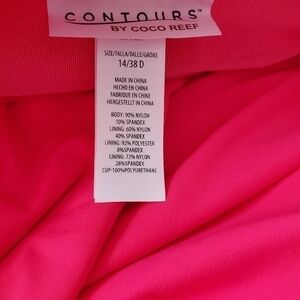 CONTOURS™
BY COCO REEF
SIZE/TALLA/TAILLE/GRÖßE
14/38 D
MADE IN CHINA
HECHO EN CHINA
FABRIQUE EN CHINE
HERGESTELLT IN CHINA
BODY: 90% NYLON
10% SPANDEX
LINING: 60% NYLON
40% SPANDEX
LINING: 92% POLYESTER
8%SPANDEX
LINING: 72% NYLON
28%SPANDEX
CUP:100%POLYURETHANE